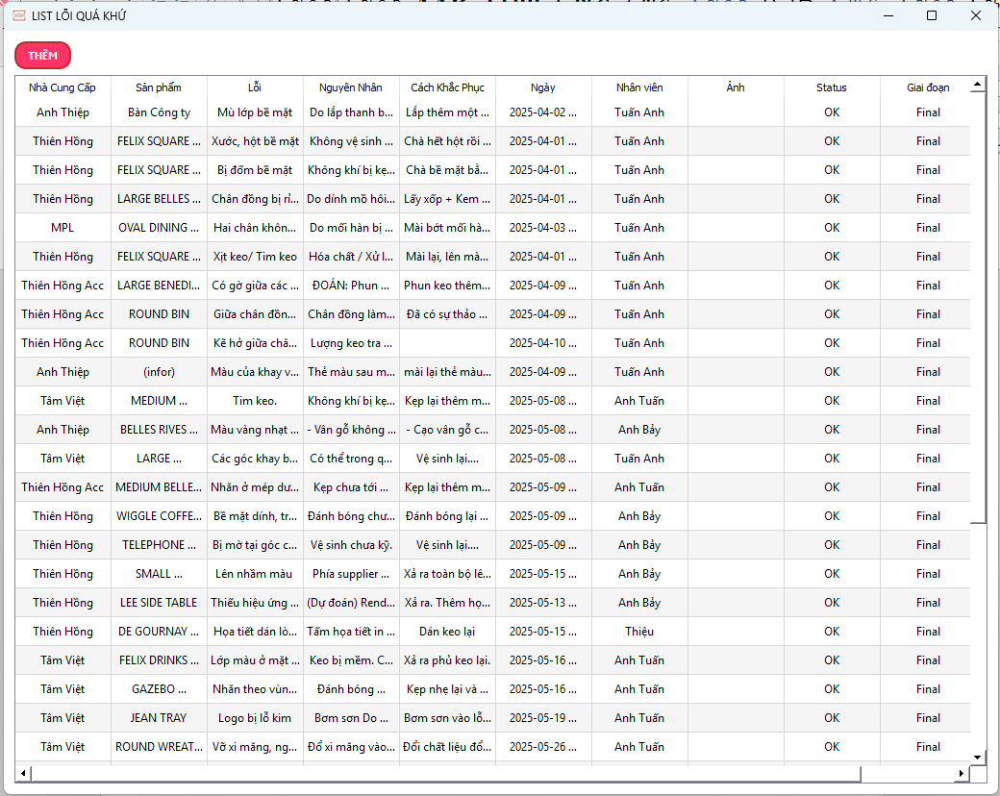 LIST LỖI QUÁ KHỨ
THÊM
Nhà Cung Cấp Sản phẩm Lỗi Nguyên Nhân Cách Khắc Phục Ngày Nhân viên Ảnh Status Giai đoạn
Anh Thiệp Bàn Công ty Mù lớp bề mặt Do lắp thanh b... Lắp thêm một ... 2025-04-02 ... Tuấn Anh OK Final
Thiên Hồng FELIX SQUARE ... Xước, hột bề mặt Không vệ sinh ... Chà hết hột rồi ... 2025-04-01 ... Tuấn Anh OK Final
Thiên Hồng FELIX SQUARE ... Bị đốm bề mặt Không khí bị kẹ... Chà bề mặt bằ... 2025-04-01 ... Tuấn Anh OK Final
Thiên Hồng LARGE BELLES ... Chân đồng bị rỉ... Do dính mồ hôi... Lấy xốp + Kem ... 2025-04-01 ... Tuấn Anh OK Final
MPL OVAL DINING ... Hai chân khôn... Do mối hàn bị ... Mài bớt mối hà... 2025-04-03 ... Tuấn Anh OK Final
Thiên Hồng FELIX SQUARE ... Xịt keo/ Tim keo Hóa chất / Xử l... Mài lại, lên mà... 2025-04-01 ... Tuấn Anh OK Final
Thiên Hồng Acc LARGE BENEDI... Có gờ giữa các ... ĐOÁN: Phun ... Phun keo thêm... 2025-04-09 ... Tuấn Anh OK Final
Thiên Hồng Acc ROUND BIN Giữa chân đồn... Chân đồng làm... Đã có sự thảo ... 2025-04-09 ... Tuấn Anh OK Final
Thiên Hồng Acc ROUND BIN Kẽ hở giữa châ... Lượng keo tra ... 2025-04-10 ... Tuấn Anh OK Final
Anh Thiệp (infor) Màu của khay v... Thẻ màu sau m... mài lại thẻ màu... 2025-04-09 ... Tuấn Anh OK Final
Tâm Việt MEDIUM ... Tim keo. Không khí bị kẹ... Kẹp lại thêm m... 2025-05-08 ... Anh Tuấn OK Final
Anh Thiệp BELLES RIVES ... Màu vàng nhạt ... - Vân gỗ không ... - Cạo vân gỗ c... 2025-05-08 ... Anh Bảy OK Final
Tâm Việt LARGE ... Các góc khay b... Có thể trong q... Vệ sinh lại.... 2025-05-08 ... Tuấn Anh OK Final
Thiên Hồng Acc MEDIUM BELLE... Nhăn ở mép dư... Kẹp chưa tới ... Kẹp lại thêm m... 2025-05-09 ... Anh Tuấn OK Final
Thiên Hồng WIGGLE COFFE... Bề mặt dính, tr... Đánh bóng chư... Đánh bóng lại ... 2025-05-09 ... Anh Bảy OK Final
Thiên Hồng TELEPHONE ... Bị mờ tại góc c... Vệ sinh chưa kỹ. Vệ sinh lại.... 2025-05-09 ... Anh Bảy OK Final
Thiên Hồng SMALL ... Lên nhầm màu Phía supplier ... Xả ra toàn bộ lê... 2025-05-15 ... Anh Bảy OK Final
Thiên Hồng LEE SIDE TABLE Thiếu hiệu ứng ... (Dự đoán) Rend... Xả ra. Thêm họ... 2025-05-13 ... Anh Bảy OK Final
Thiên Hồng DE GOURNAY ... Họa tiết dán lò... Tấm họa tiết in ... Dán keo lại 2025-05-15 ... Thiệu OK Final
Tâm Việt FELIX DRINKS ... Lớp màu ở mặt ... Keo bị mềm. C... Xả ra phủ keo lại. 2025-05-16 ... Anh Tuấn OK Final
Tâm Việt GAZEBO ... Nhăn theo vùn... Đánh bóng ... Kẹp nhẹ lại và ... 2025-05-16 ... Anh Tuấn OK Final
Tâm Việt JEAN TRAY Logo bị lỗ kim Bơm sơn Do ... Bơm sơn vào lỗ... 2025-05-19 ... Anh Tuấn OK Final
Tâm Việt ROUND WREAT... Vỡ xi măng, ng... Đổ xi măng vào... Đổi chất liệu đổ... 2025-05-26 ... Anh Tuấn OK Final